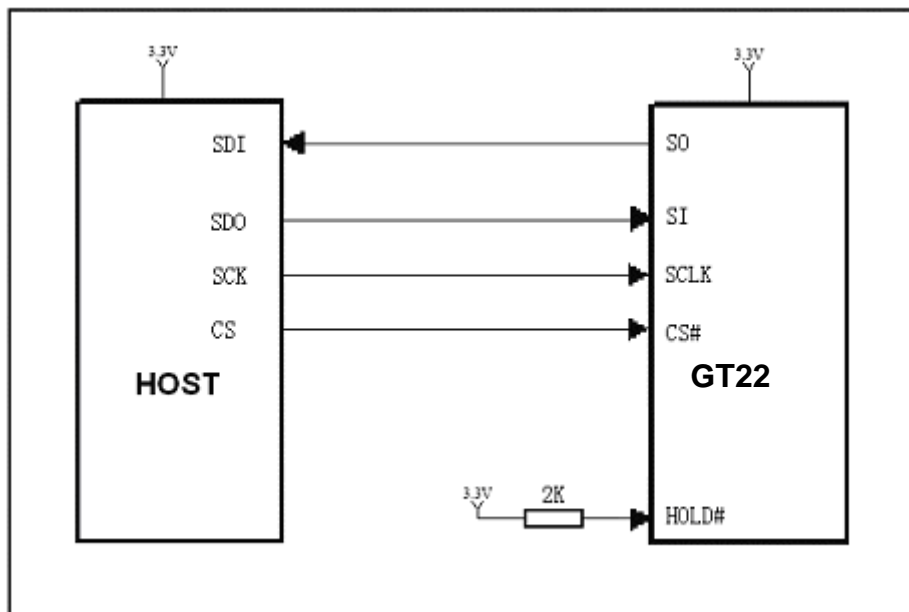 3.3V 3.3V
SDI SO
SDO SI
SCK SCLK
CS CS#
HOST GT22
3.3V 2K HOLD#